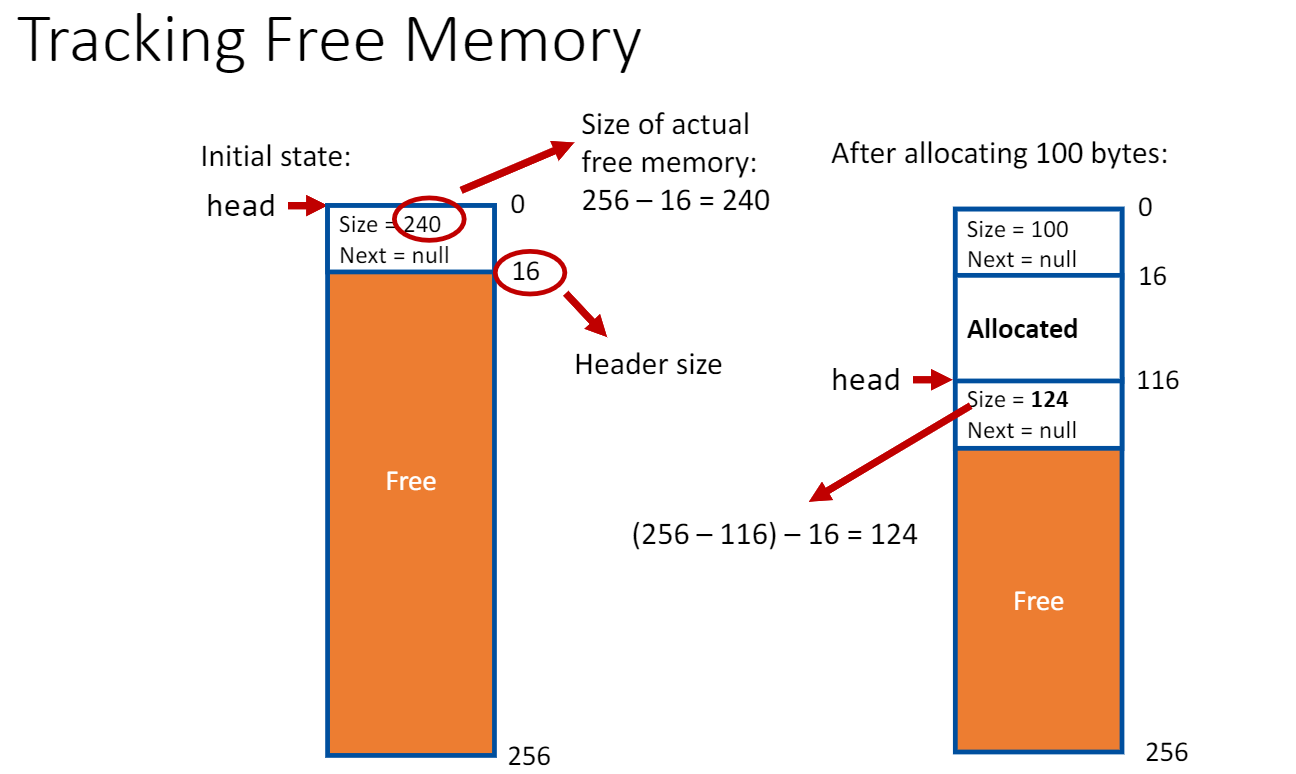 Tracking Free Memory
Initial state:
head
Size = 240
Next = null
Free
0
16
256
Size of actual
free memory:
256 – 16 = 240
Header size
After allocating 100 bytes:
Size = 100
Next = null
Allocated
head
Size = 124
Next = null
Free
0
16
116
256
(256 – 116) – 16 = 124